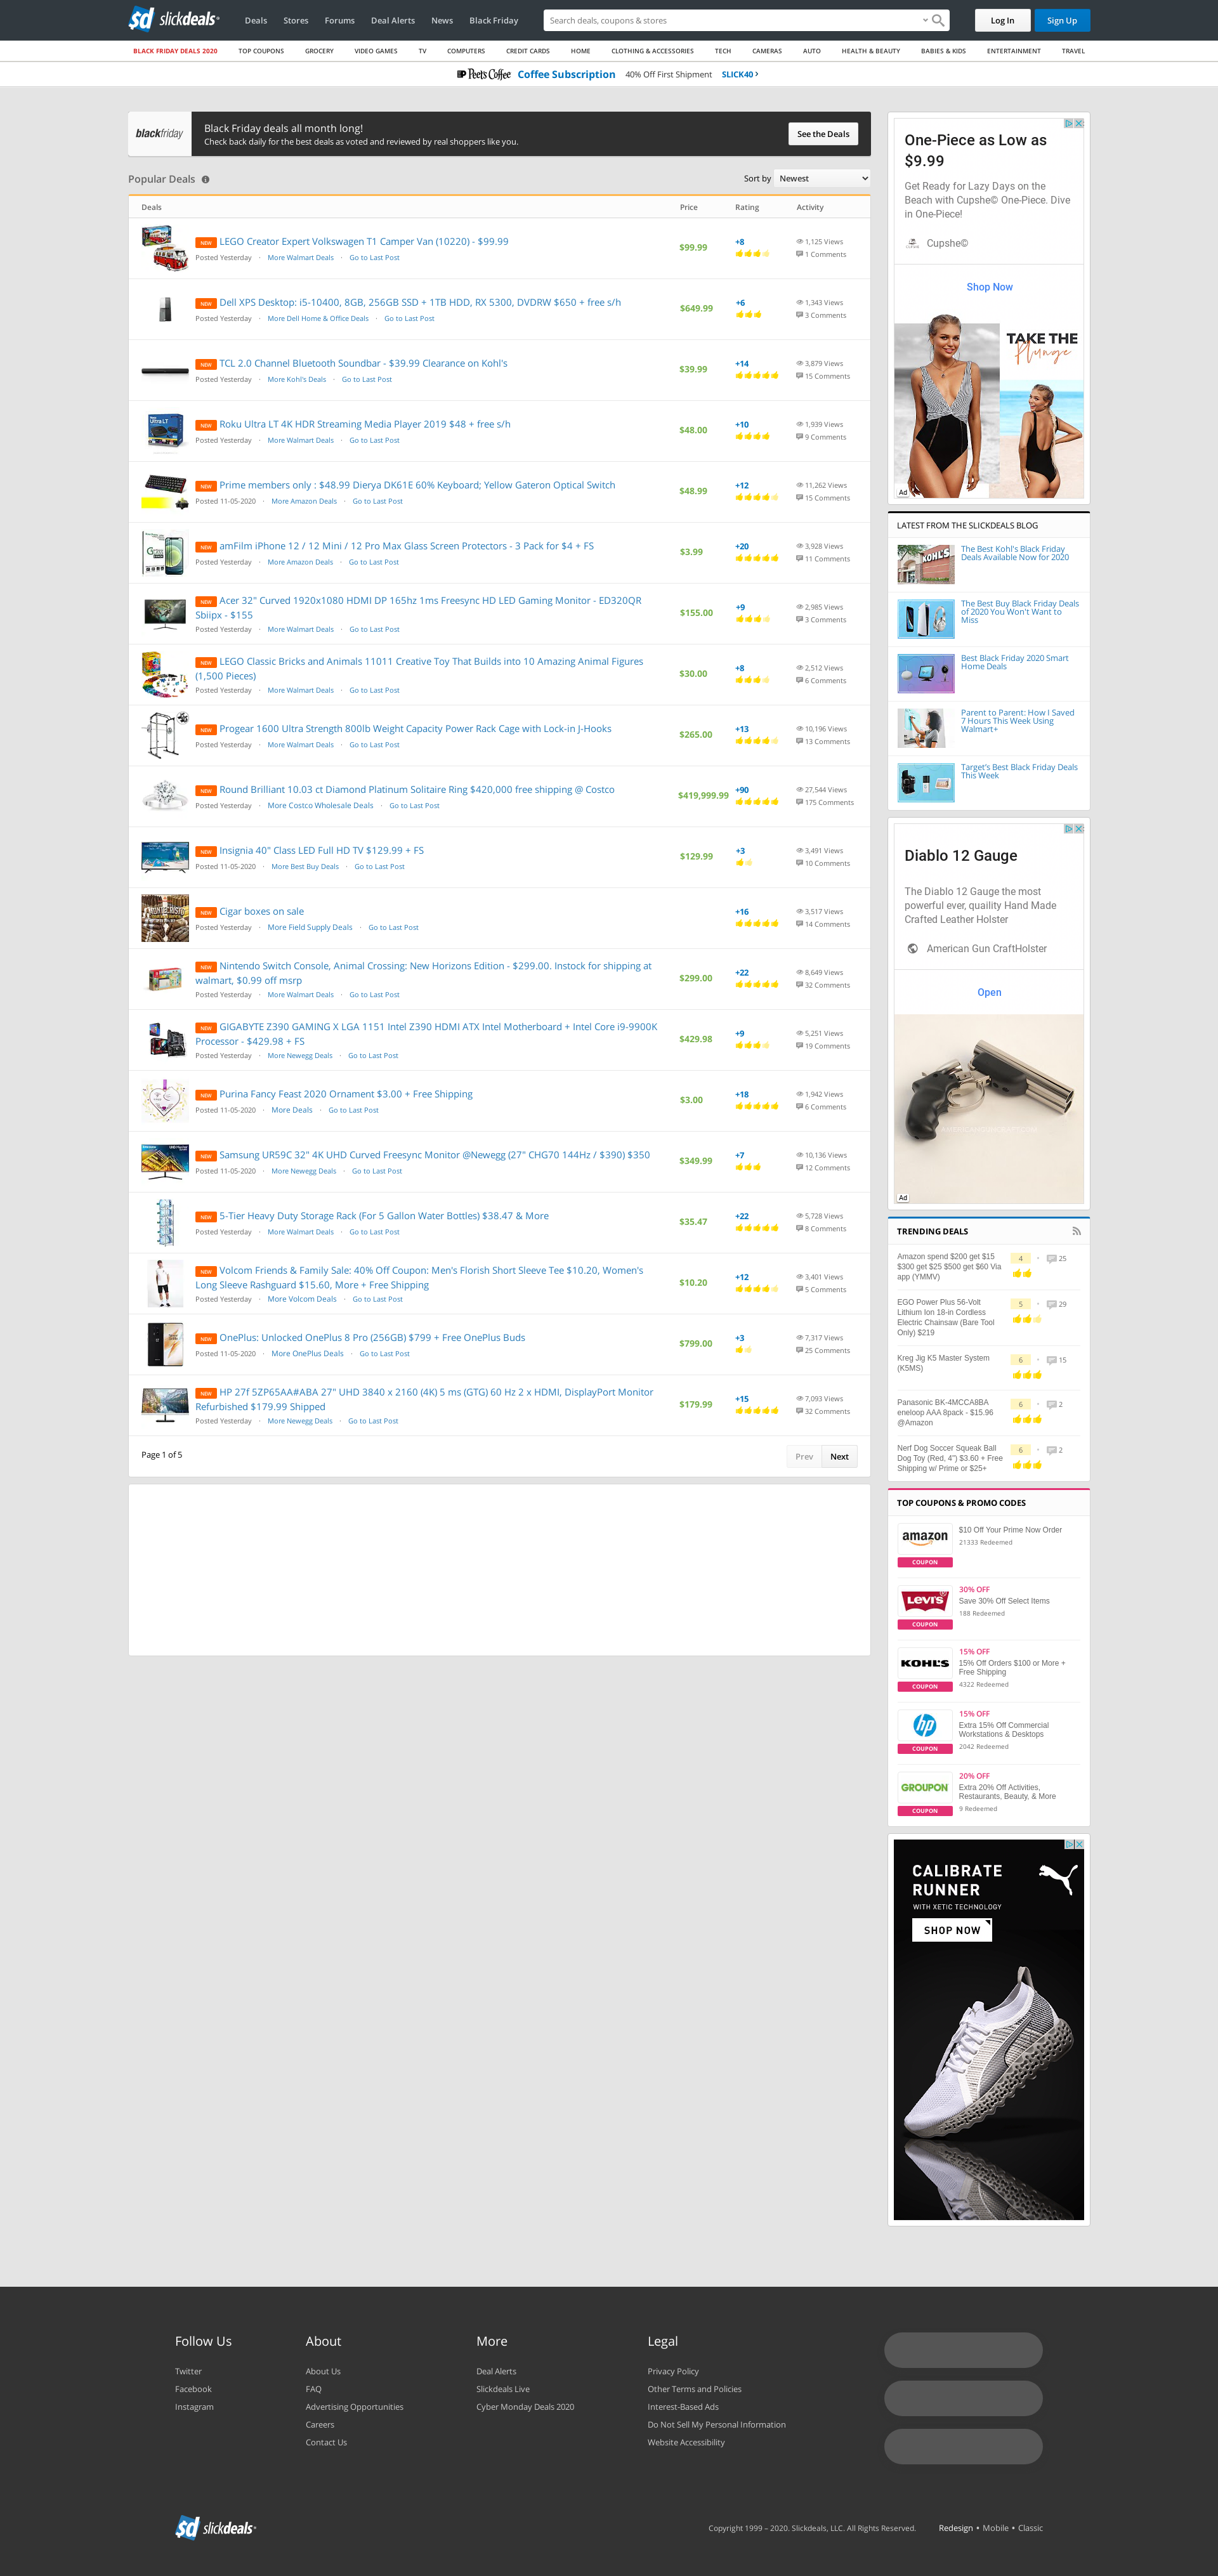 sd slickdeals
Deals Stores Forums Deal Alerts News Black Friday
Search deals, coupons & stores
Log In Sign Up
BLACK FRIDAY DEALS 2020 TOP COUPONS GROCERY VIDEO GAMES TV COMPUTERS CREDIT CARDS HOME CLOTHING & ACCESSORIES TECH CAMERAS AUTO HEALTH & BEAUTY BABIES & KIDS ENTERTAINMENT TRAVEL
Peet's Coffee Coffee Subscription 40% Off First Shipment SLICK40
blackfriday
Black Friday deals all month long!
Check back daily for the best deals as voted and reviewed by real shoppers like you.
See the Deals
Popular Deals
Sort by Newest
Deals Price Rating Activity
NEW LEGO Creator Expert Volkswagen T1 Camper Van (10220) - $99.99
Posted Yesterday · More Walmart Deals · Go to Last Post
$99.99 +8 1,125 Views
1 Comments
NEW Dell XPS Desktop: i5-10400, 8GB, 256GB SSD + 1TB HDD, RX 5300, DVDRW $650 + free s/h
Posted Yesterday · More Dell Home & Office Deals · Go to Last Post
$649.99 +6 1,343 Views
3 Comments
NEW TCL 2.0 Channel Bluetooth Soundbar - $39.99 Clearance on Kohl's
Posted Yesterday · More Kohl's Deals · Go to Last Post
$39.99 +14 3,879 Views
15 Comments
NEW Roku Ultra LT 4K HDR Streaming Media Player 2019 $48 + free s/h
Posted Yesterday · More Walmart Deals · Go to Last Post
$48.00 +10 1,939 Views
9 Comments
NEW Prime members only : $48.99 Dierya DK61E 60% Keyboard; Yellow Gateron Optical Switch
Posted 11-05-2020 · More Amazon Deals · Go to Last Post
$48.99 +12 11,262 Views
15 Comments
NEW amFilm iPhone 12 / 12 Mini / 12 Pro Max Glass Screen Protectors - 3 Pack for $4 + FS
Posted Yesterday · More Amazon Deals · Go to Last Post
$3.99 +20 3,928 Views
11 Comments
NEW Acer 32" Curved 1920x1080 HDMI DP 165hz 1ms Freesync HD LED Gaming Monitor - ED320QR
Sbiipx - $155
Posted Yesterday · More Walmart Deals · Go to Last Post
$155.00 +9 2,985 Views
3 Comments
NEW LEGO Classic Bricks and Animals 11011 Creative Toy That Builds into 10 Amazing Animal Figures
(1,500 Pieces)
Posted Yesterday · More Walmart Deals · Go to Last Post
$30.00 +8 2,512 Views
6 Comments
NEW Progear 1600 Ultra Strength 800lb Weight Capacity Power Rack Cage with Lock-in J-Hooks
Posted Yesterday · More Walmart Deals · Go to Last Post
$265.00 +13 10,196 Views
13 Comments
NEW Round Brilliant 10.03 ct Diamond Platinum Solitaire Ring $420,000 free shipping @ Costco
Posted Yesterday · More Costco Wholesale Deals · Go to Last Post
$419,999.99 +90 27,544 Views
175 Comments
NEW Insignia 40" Class LED Full HD TV $129.99 + FS
Posted 11-05-2020 · More Best Buy Deals · Go to Last Post
$129.99 +3 3,491 Views
10 Comments
NEW Cigar boxes on sale
Posted Yesterday · More Field Supply Deals · Go to Last Post
+16 3,517 Views
14 Comments
NEW Nintendo Switch Console, Animal Crossing: New Horizons Edition - $299.00. Instock for shipping at
walmart, $0.99 off msrp
Posted Yesterday · More Walmart Deals · Go to Last Post
$299.00 +22 8,649 Views
32 Comments
NEW GIGABYTE Z390 GAMING X LGA 1151 Intel Z390 HDMI ATX Intel Motherboard + Intel Core i9-9900K
Processor - $429.98 + FS
Posted Yesterday · More Newegg Deals · Go to Last Post
$429.98 +9 5,251 Views
19 Comments
NEW Purina Fancy Feast 2020 Ornament $3.00 + Free Shipping
Posted 11-05-2020 · More Deals · Go to Last Post
$3.00 +18 1,942 Views
6 Comments
NEW Samsung UR59C 32" 4K UHD Curved Freesync Monitor @Newegg (27" CHG70 144Hz / $390) $350
Posted 11-05-2020 · More Newegg Deals · Go to Last Post
$349.99 +7 10,136 Views
12 Comments
NEW 5-Tier Heavy Duty Storage Rack (For 5 Gallon Water Bottles) $38.47 & More
Posted Yesterday · More Walmart Deals · Go to Last Post
$35.47 +22 5,728 Views
8 Comments
NEW Volcom Friends & Family Sale: 40% Off Coupon: Men's Florish Short Sleeve Tee $10.20, Women's
Long Sleeve Rashguard $15.60, More + Free Shipping
Posted Yesterday · More Volcom Deals · Go to Last Post
$10.20 +12 3,401 Views
5 Comments
NEW OnePlus: Unlocked OnePlus 8 Pro (256GB) $799 + Free OnePlus Buds
Posted 11-05-2020 · More OnePlus Deals · Go to Last Post
$799.00 +3 7,317 Views
25 Comments
NEW HP 27f 5ZP65AA#ABA 27" UHD 3840 x 2160 (4K) 5 ms (GTG) 60 Hz 2 x HDMI, DisplayPort Monitor
Refurbished $179.99 Shipped
Posted Yesterday · More Newegg Deals · Go to Last Post
$179.99 +15 7,093 Views
32 Comments
Page 1 of 5
Prev Next
One-Piece as Low as
$9.99
Get Ready for Lazy Days on the
Beach with Cupshe© One-Piece. Dive
in One-Piece!
Cupshe©
Shop Now
TAKE THE
Plunge
Ad
LATEST FROM THE SLICKDEALS BLOG
KOHL'S
The Best Kohl's Black Friday
Deals Available Now for 2020
The Best Buy Black Friday Deals
of 2020 You Won't Want to
Miss
Best Black Friday 2020 Smart
Home Deals
Parent to Parent: How I Saved
7 Hours This Week Using
Walmart+
Target's Best Black Friday Deals
This Week
Diablo 12 Gauge
The Diablo 12 Gauge the most
powerful ever, quaility Hand Made
Crafted Leather Holster
American Gun CraftHolster
Open
Ad
TRENDING DEALS
Amazon spend $200 get $15
$300 get $25 $500 get $60 Via
app (YMMV)
4 25
EGO Power Plus 56-Volt
Lithium Ion 18-in Cordless
Electric Chainsaw (Bare Tool
Only) $219
5 29
Kreg Jig K5 Master System
(K5MS)
6 15
Panasonic BK-4MCCA8BA
eneloop AAA 8pack - $15.96
@Amazon
6 2
Nerf Dog Soccer Squeak Ball
Dog Toy (Red, 4") $3.60 + Free
Shipping w/ Prime or $25+
6 2
TOP COUPONS & PROMO CODES
amazon
COUPON
$10 Off Your Prime Now Order
21333 Redeemed
LEVI'S
COUPON
30% OFF
Save 30% Off Select Items
188 Redeemed
KOHL'S
COUPON
15% OFF
15% Off Orders $100 or More +
Free Shipping
4322 Redeemed
hp
COUPON
15% OFF
Extra 15% Off Commercial
Workstations & Desktops
2042 Redeemed
GROUPON
COUPON
20% OFF
Extra 20% Off Activities,
Restaurants, Beauty, & More
9 Redeemed
CALIBRATE
RUNNER
WITH XETIC TECHNOLOGY
SHOP NOW
Follow Us
Twitter
Facebook
Instagram
About
About Us
FAQ
Advertising Opportunities
Careers
Contact Us
More
Deal Alerts
Slickdeals Live
Cyber Monday Deals 2020
Legal
Privacy Policy
Other Terms and Policies
Interest-Based Ads
Do Not Sell My Personal Information
Website Accessibility
sd slickdeals
Copyright 1999 – 2020. Slickdeals, LLC. All Rights Reserved.
Redesign • Mobile • Classic